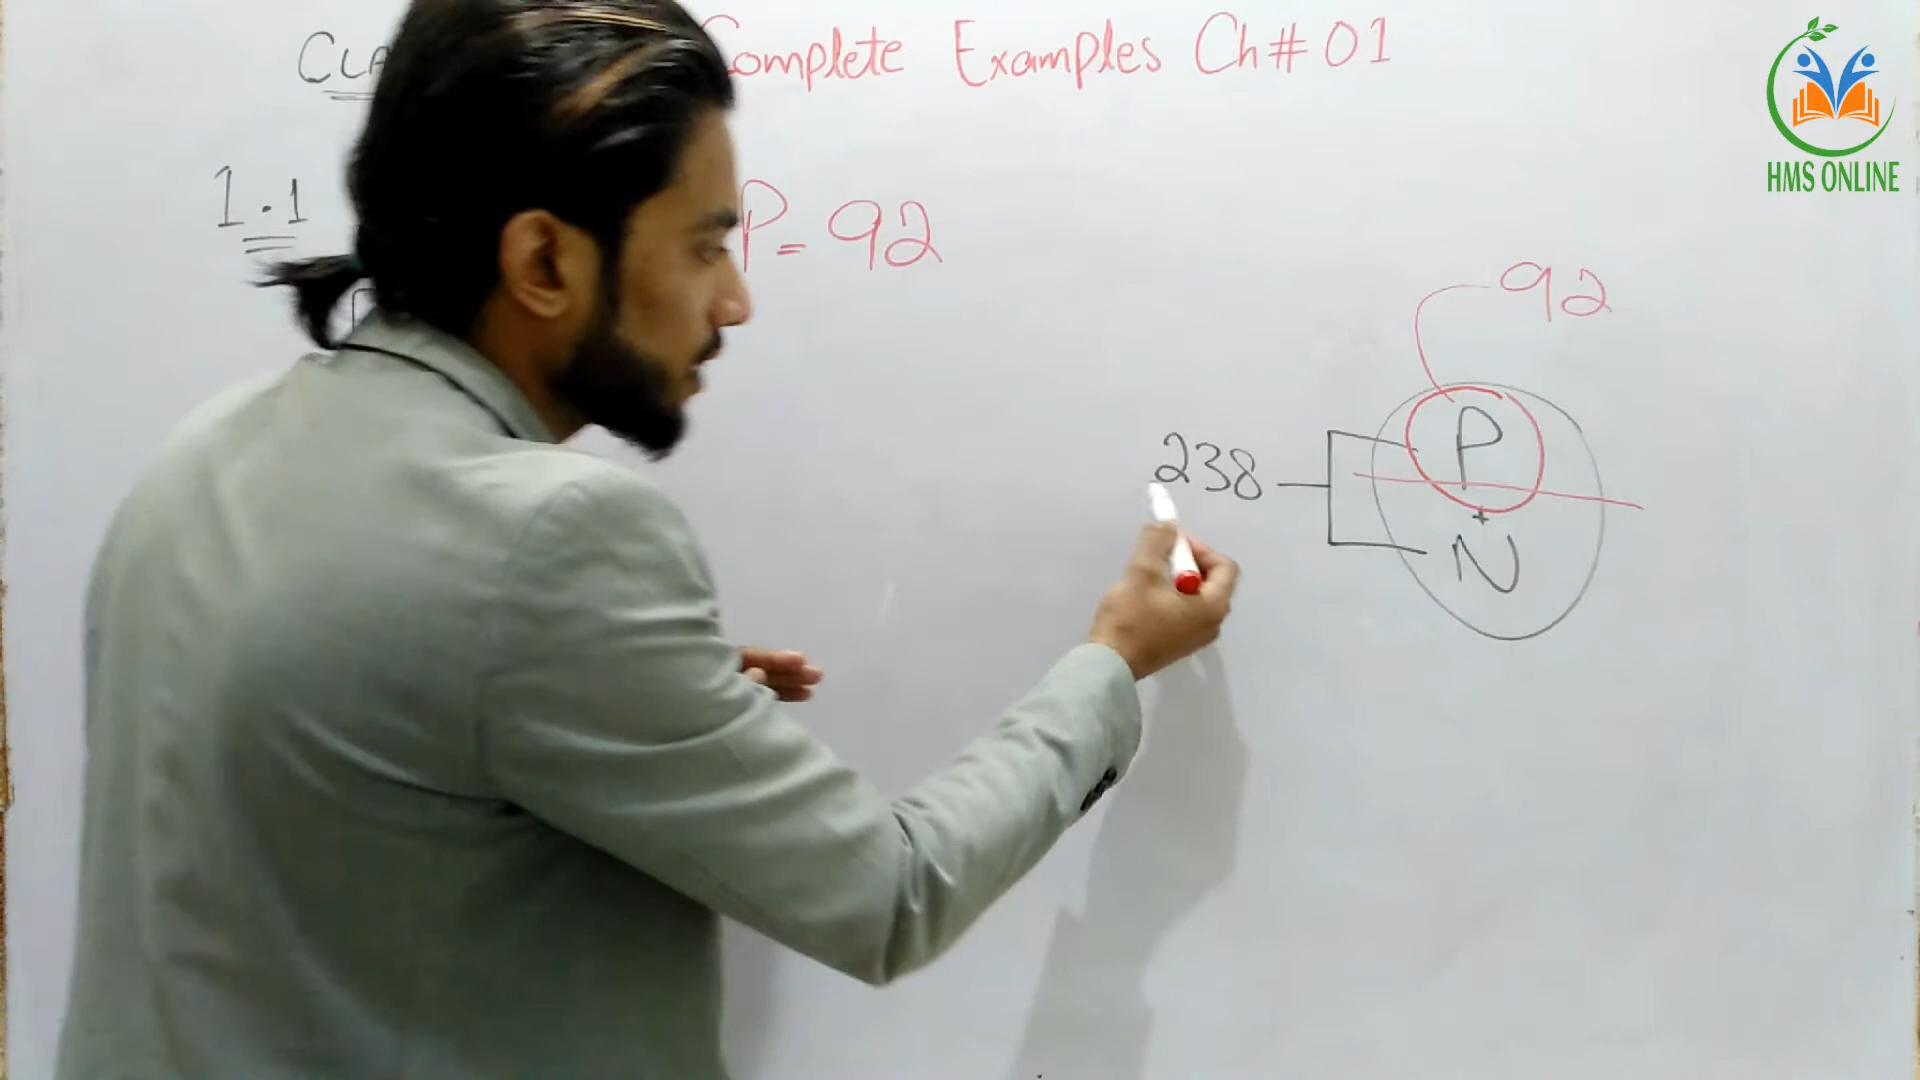 CLA Complete Examples Ch # 01
HMS ONLINE
1.1
P = 92
92
238
P
+
N